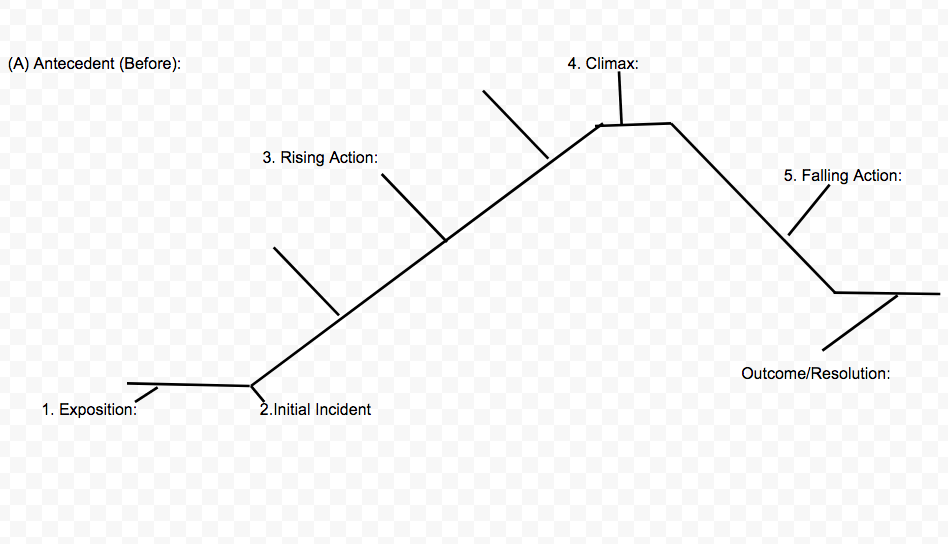 (A) Antecedent (Before):
4. Climax:
3. Rising Action:
5. Falling Action:
Outcome/Resolution:
1. Exposition:
2.Initial Incident